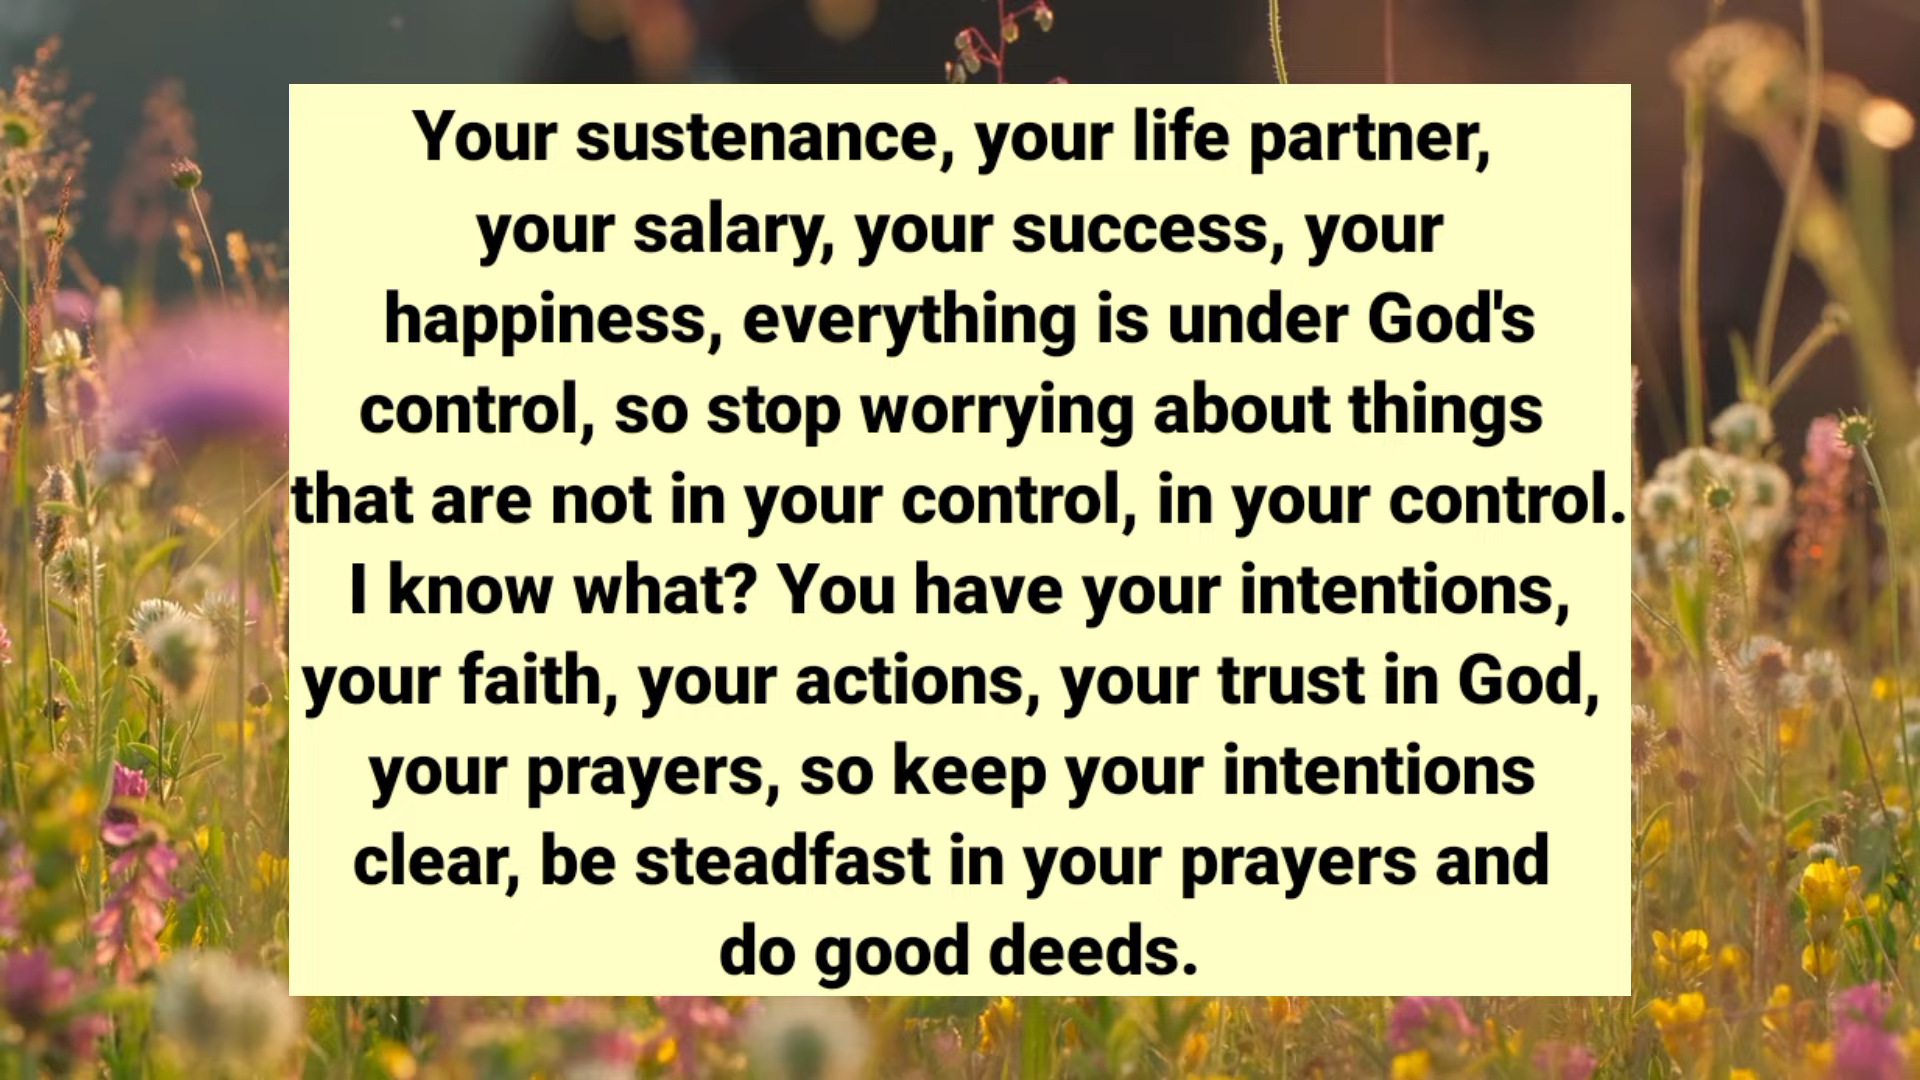 Your sustenance, your life partner,
your salary, your success, your
happiness, everything is under God's
control, so stop worrying about things
that are not in your control, in your control.
I know what? You have your intentions,
your faith, your actions, your trust in God,
your prayers, so keep your intentions
clear, be steadfast in your prayers and
do good deeds.